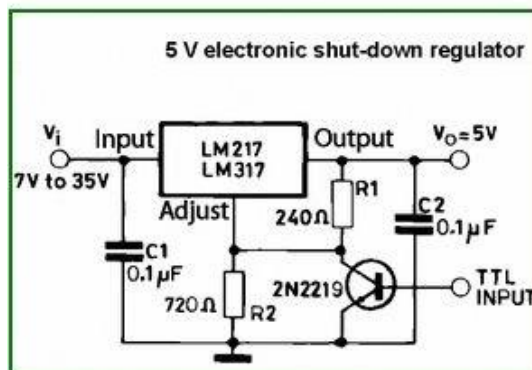 5 V electronic shut-down regulator
Vi Input LM217 Output Vo=5V
LM317
7V to 35V Adjust R1
240Ω C2
C1 0.1µF
0.1µF
2N2219 TTL
720Ω R2 INPUT